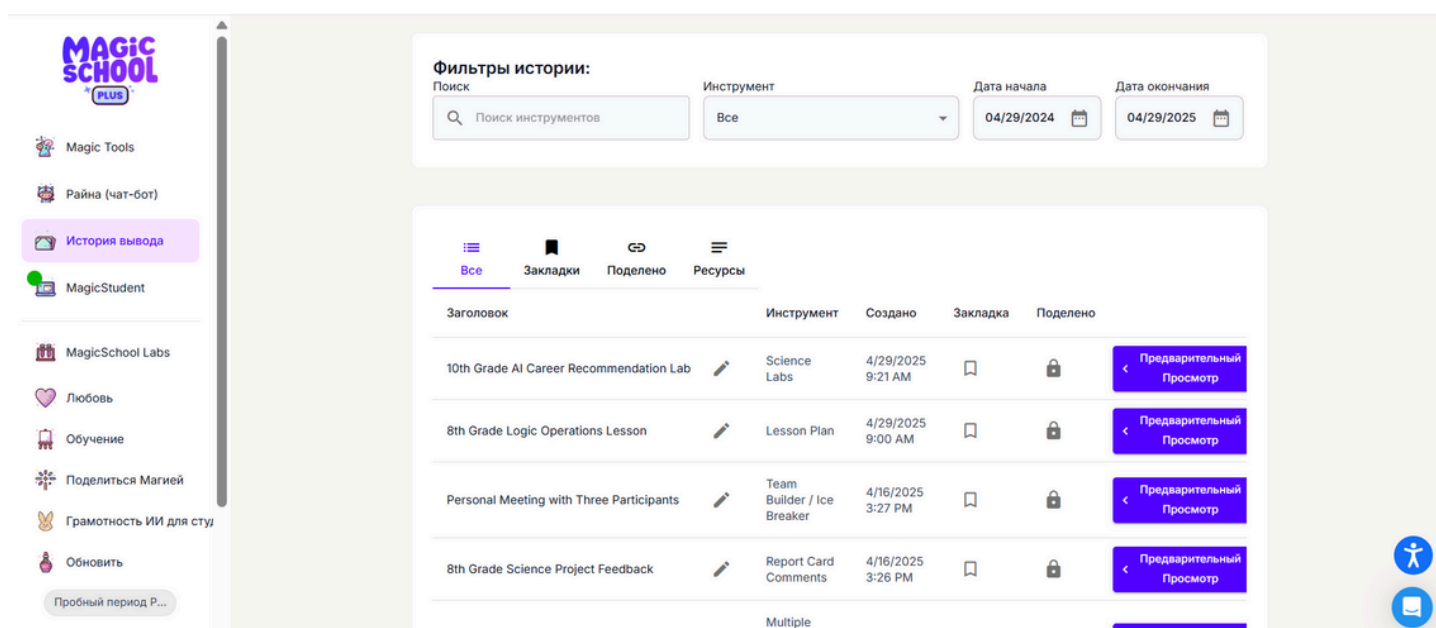 MAGIC
SCHOOL
PLUS
Magic Tools
Райна (чат-бот)
История вывода
MagicStudent
MagicSchool Labs
Любовь
Обучение
Поделиться Магией
Грамотность ИИ для сту
Обновить
Пробный период P...
Фильтры истории:
Поиск
Инструмент
Дата начала
Дата окончания
Поиск инструментов
Все
04/29/2024
04/29/2025
Все
Закладки
Поделено
Ресурсы
Заголовок
Инструмент
Создано
Закладка
Поделено
10th Grade AI Career Recommendation Lab
Science
Labs
4/29/2025
9:21 AM
Предварительный
Просмотр
8th Grade Logic Operations Lesson
Lesson Plan
4/29/2025
9:00 AM
Предварительный
Просмотр
Personal Meeting with Three Participants
Team
Builder / Ice
Breaker
4/16/2025
3:27 PM
Предварительный
Просмотр
8th Grade Science Project Feedback
Report Card
Comments
4/16/2025
3:26 PM
Предварительный
Просмотр
Multiple